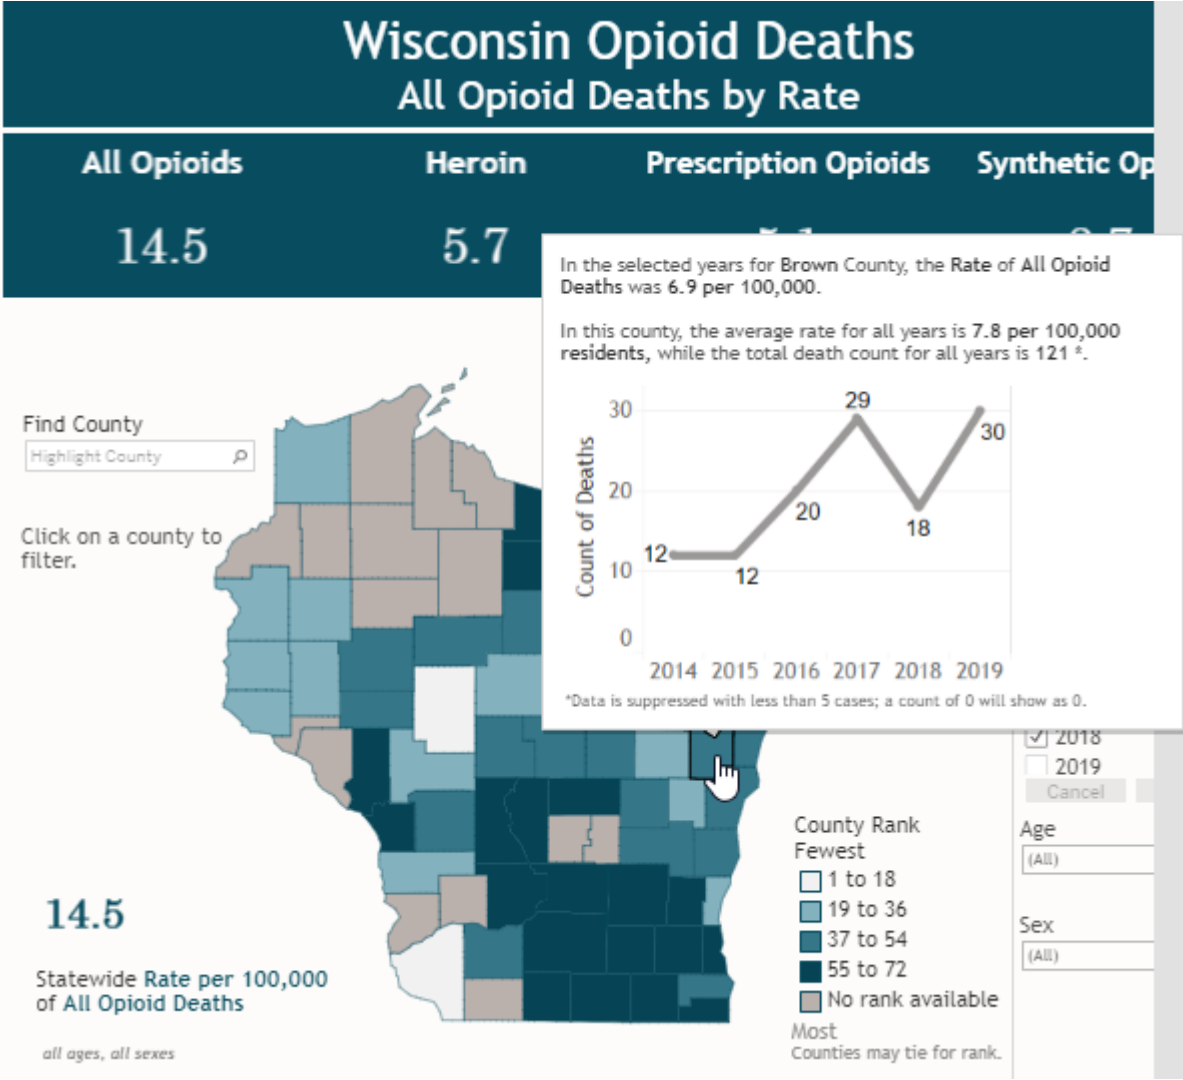 Wisconsin Opioid Deaths
All Opioid Deaths by Rate
All Opioids
Heroin
Prescription Opioids
Synthetic Op
14.5
5.7
In the selected years for Brown County, the Rate of All Opioid
Deaths was 6.9 per 100,000.
In this county, the average rate for all years is 7.8 per 100,000
residents, while the total death count for all years is 121 *.
Count of Deaths
30
20
10
0
12
12
20
29
18
30
2014 2015 2016 2017 2018 2019
*Data is suppressed with less than 5 cases; a count of 0 will show as 0.
Find County
Highlight County
Click on a county to
filter.
2018
2019
Cancel
Age
(All)
Sex
(All)
County Rank
Fewest
1 to 18
19 to 36
37 to 54
55 to 72
No rank available
Most
Counties may tie for rank.
14.5
Statewide Rate per 100,000
of All Opioid Deaths
all ages, all sexes